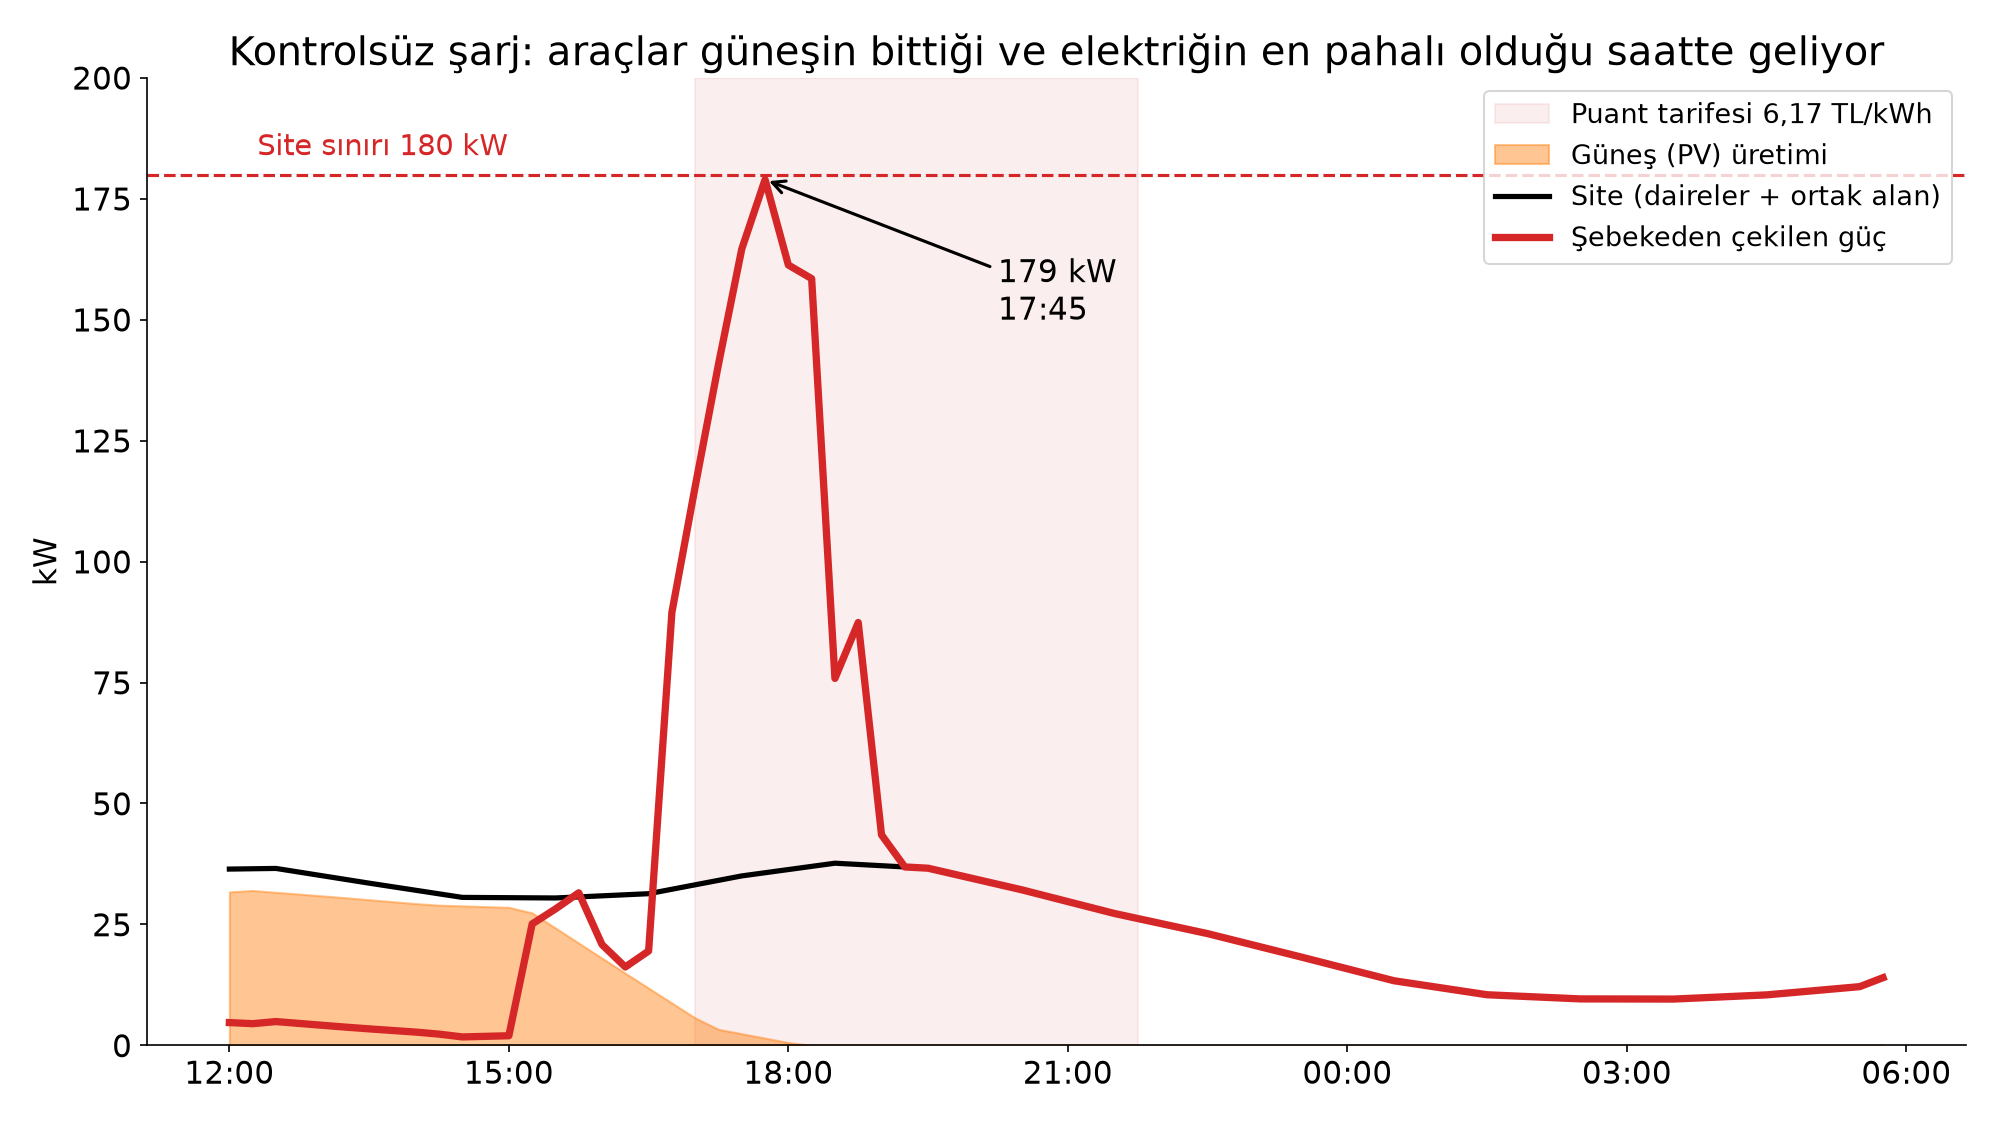 Kontrolsüz şarj: araçlar güneşin bittiği ve elektriğin en pahalı olduğu saatte geliyor
200
175
150
125
100
75
50
25
0
kW
Site sınırı 180 kW
Puant tarifesi 6,17 TL/kWh
Güneş (PV) üretimi
Site (daireler + ortak alan)
Şebekeden çekilen güç
179 kW
17:45
12:00
15:00
18:00
21:00
00:00
03:00
06:00